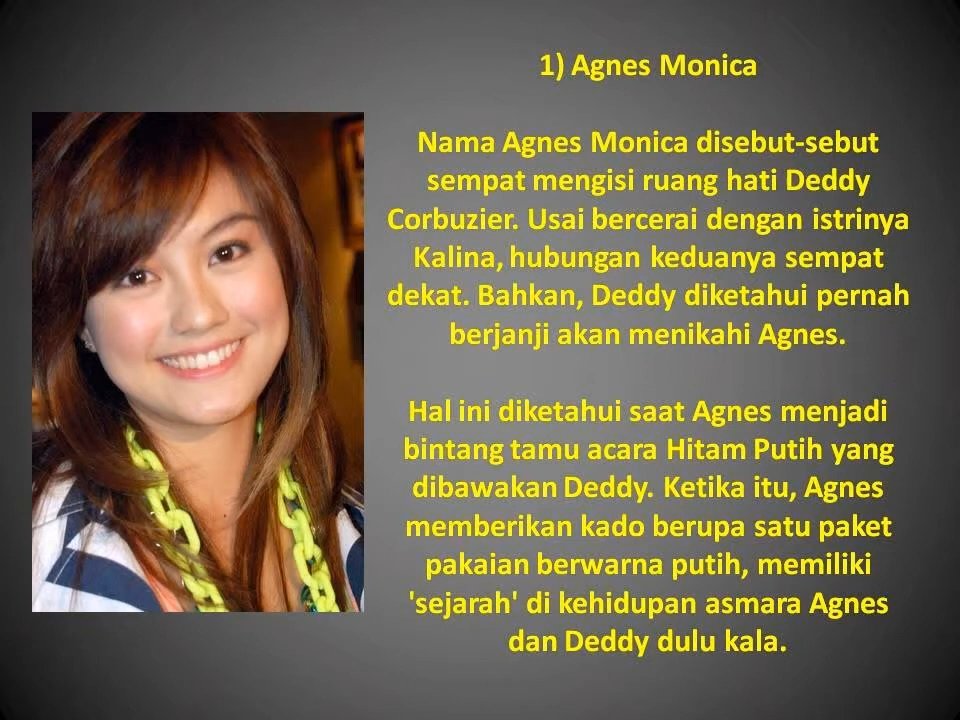 1) Agnes Monica
Nama Agnes Monica disebut-sebut
sempat mengisi ruang hati Deddy
Corbuzier. Usai bercerai dengan istrinya
Kalina, hubungan keduanya sempat
dekat. Bahkan, Deddy diketahui pernah
berjanji akan menikahi Agnes.
Hal ini diketahui saat Agnes menjadi
bintang tamu acara Hitam Putih yang
dibawakan Deddy. Ketika itu, Agnes
memberikan kado berupa satu paket
pakaian berwarna putih, memiliki
'sejarah' di kehidupan asmara Agnes
dan Deddy dulu kala.